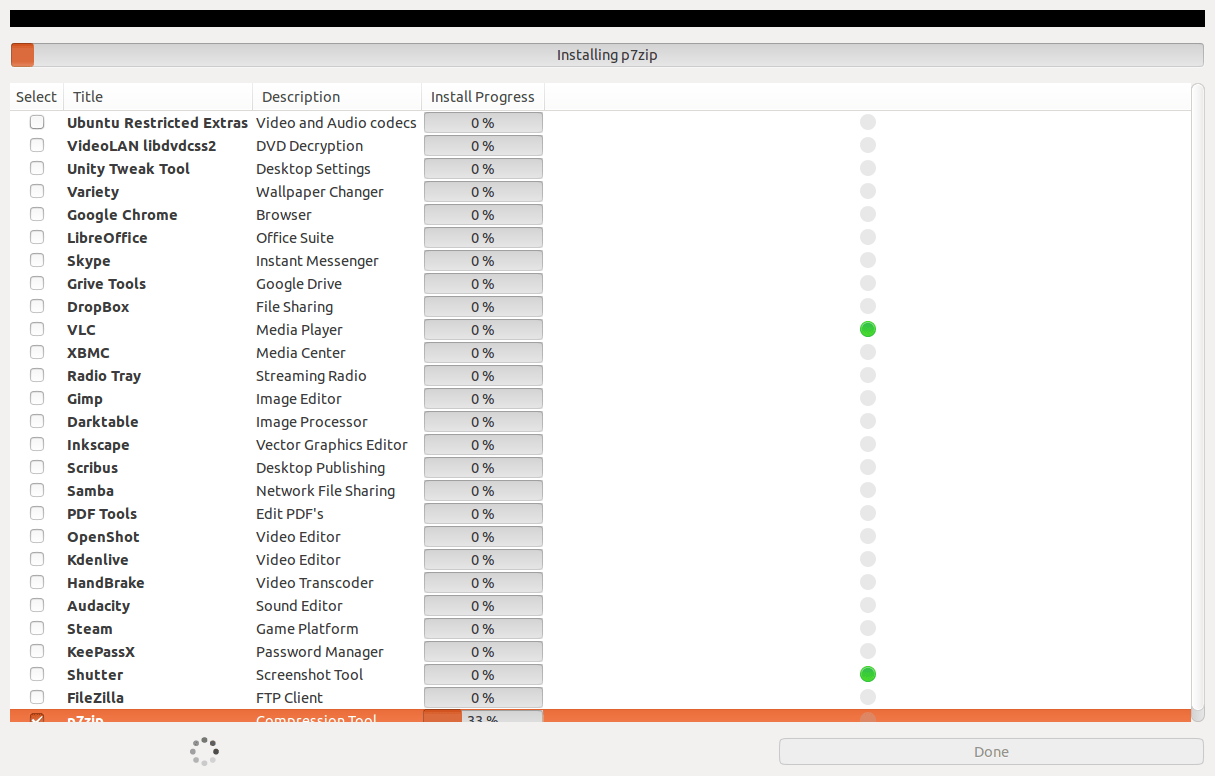 Installing p7zip
Select Title Description Install Progress
Ubuntu Restricted Extras Video and Audio codecs 0 %
VideoLAN libdvdcss2 DVD Decryption 0 %
Unity Tweak Tool Desktop Settings 0 %
Variety Wallpaper Changer 0 %
Google Chrome Browser 0 %
LibreOffice Office Suite 0 %
Skype Instant Messenger 0 %
Grive Tools Google Drive 0 %
DropBox File Sharing 0 %
VLC Media Player 0 %
XBMC Media Center 0 %
Radio Tray Streaming Radio 0 %
Gimp Image Editor 0 %
Darktable Image Processor 0 %
Inkscape Vector Graphics Editor 0 %
Scribus Desktop Publishing 0 %
Samba Network File Sharing 0 %
PDF Tools Edit PDF's 0 %
OpenShot Video Editor 0 %
Kdenlive Video Editor 0 %
HandBrake Video Transcoder 0 %
Audacity Sound Editor 0 %
Steam Game Platform 0 %
KeePassX Password Manager 0 %
Shutter Screenshot Tool 0 %
FileZilla FTP Client 0 %
p7zip Compression Tool 33 %
Done